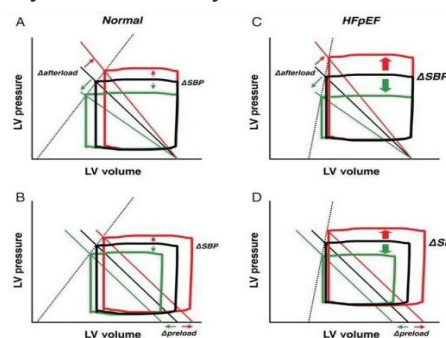 A
Normal
LV pressure
Δafterload
ΔSBP
LV volume
C
HFpEF
LV pressure
Δafterload
ΔSBP
LV volume
B
LV pressure
ΔSBP
LV volume
Δpreload
D
LV pressure
ΔSB
LV volume
Δpreload